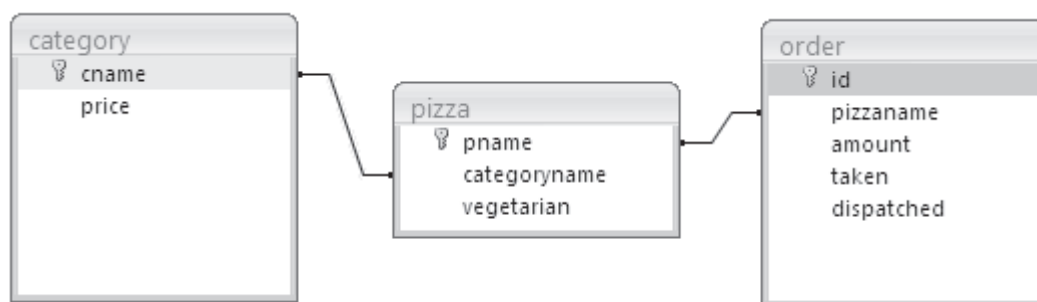 category
cname
price
pizza
pname
categoryname
vegetarian
order
id
pizzaname
amount
taken
dispatched